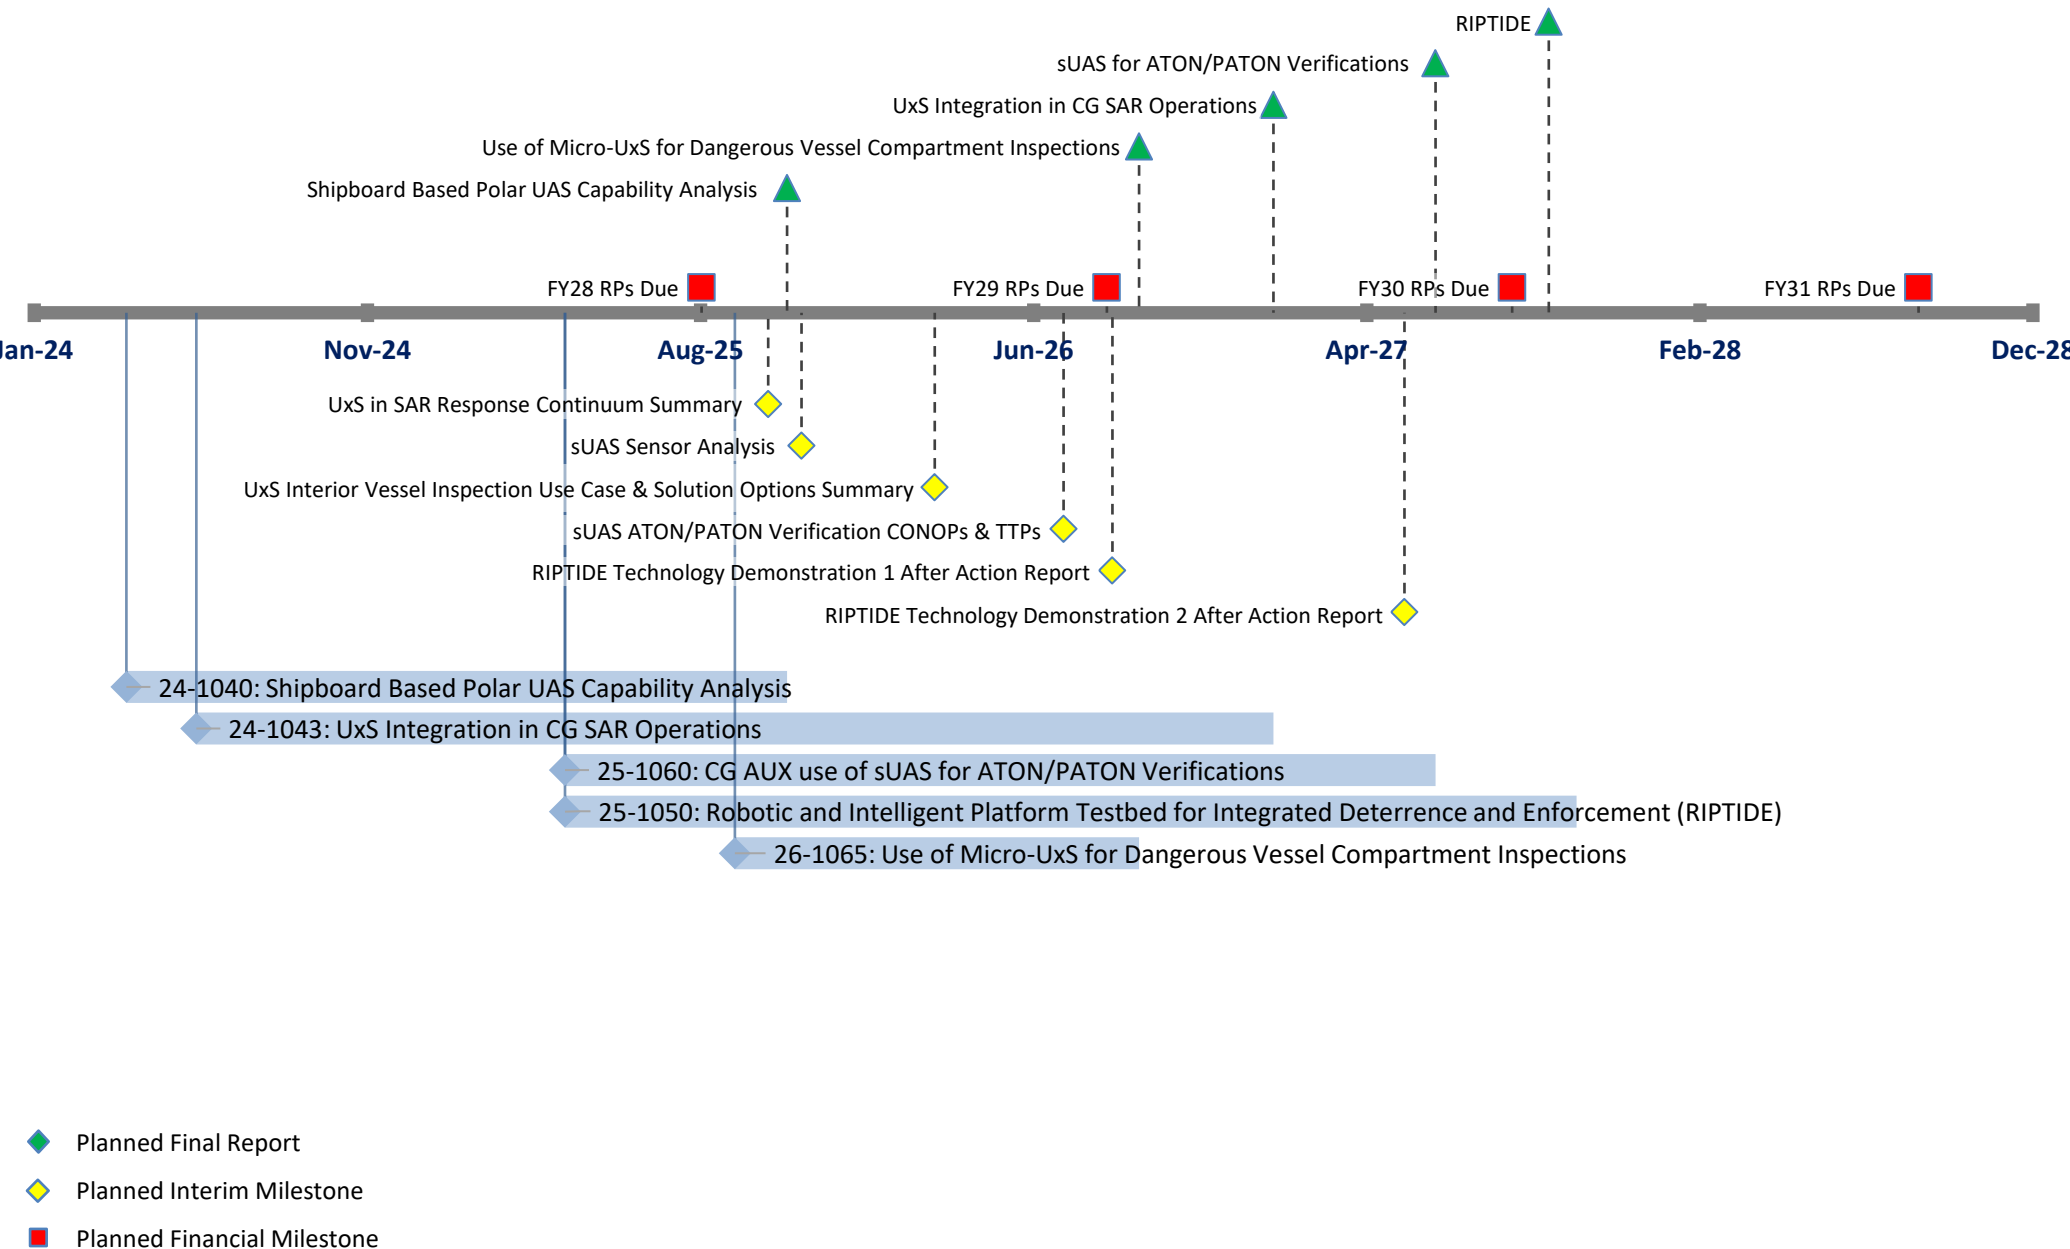 RIPTIDE
sUAS for ATON/PATON Verifications
UxS Integration in CG SAR Operations
Use of Micro-UxS for Dangerous Vessel Compartment Inspections
Shipboard Based Polar UAS Capability Analysis
FY28 RPs Due
FY29 RPs Due
FY30 RPs Due
FY31 RPs Due
Jan-24
Nov-24
Aug-25
Jun-26
Apr-27
Feb-28
Dec-28
UxS in SAR Response Continuum Summary
sUAS Sensor Analysis
UxS Interior Vessel Inspection Use Case & Solution Options Summary
sUAS ATON/PATON Verification CONOPs & TTPs
RIPTIDE Technology Demonstration 1 After Action Report
RIPTIDE Technology Demonstration 2 After Action Report
24-1040: Shipboard Based Polar UAS Capability Analysis
24-1043: UxS Integration in CG SAR Operations
25-1060: CG AUX use of sUAS for ATON/PATON Verifications
25-1050: Robotic and Intelligent Platform Testbed for Integrated Deterrence and Enforcement (RIPTIDE)
26-1065: Use of Micro-UxS for Dangerous Vessel Compartment Inspections
Planned Final Report
Planned Interim Milestone
Planned Financial Milestone